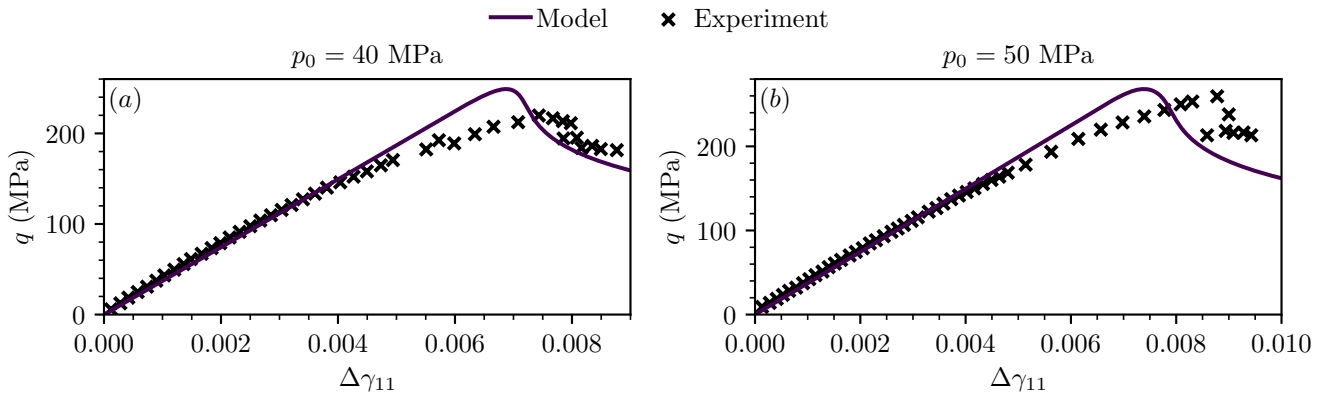 Model Experiment
p₀ = 40 MPa
(a)
q (MPa)
200
100
0
0.000 0.002 0.004 0.006 0.008
Δγ₁₁
p₀ = 50 MPa
(b)
q (MPa)
200
100
0
0.000 0.002 0.004 0.006 0.008 0.010
Δγ₁₁